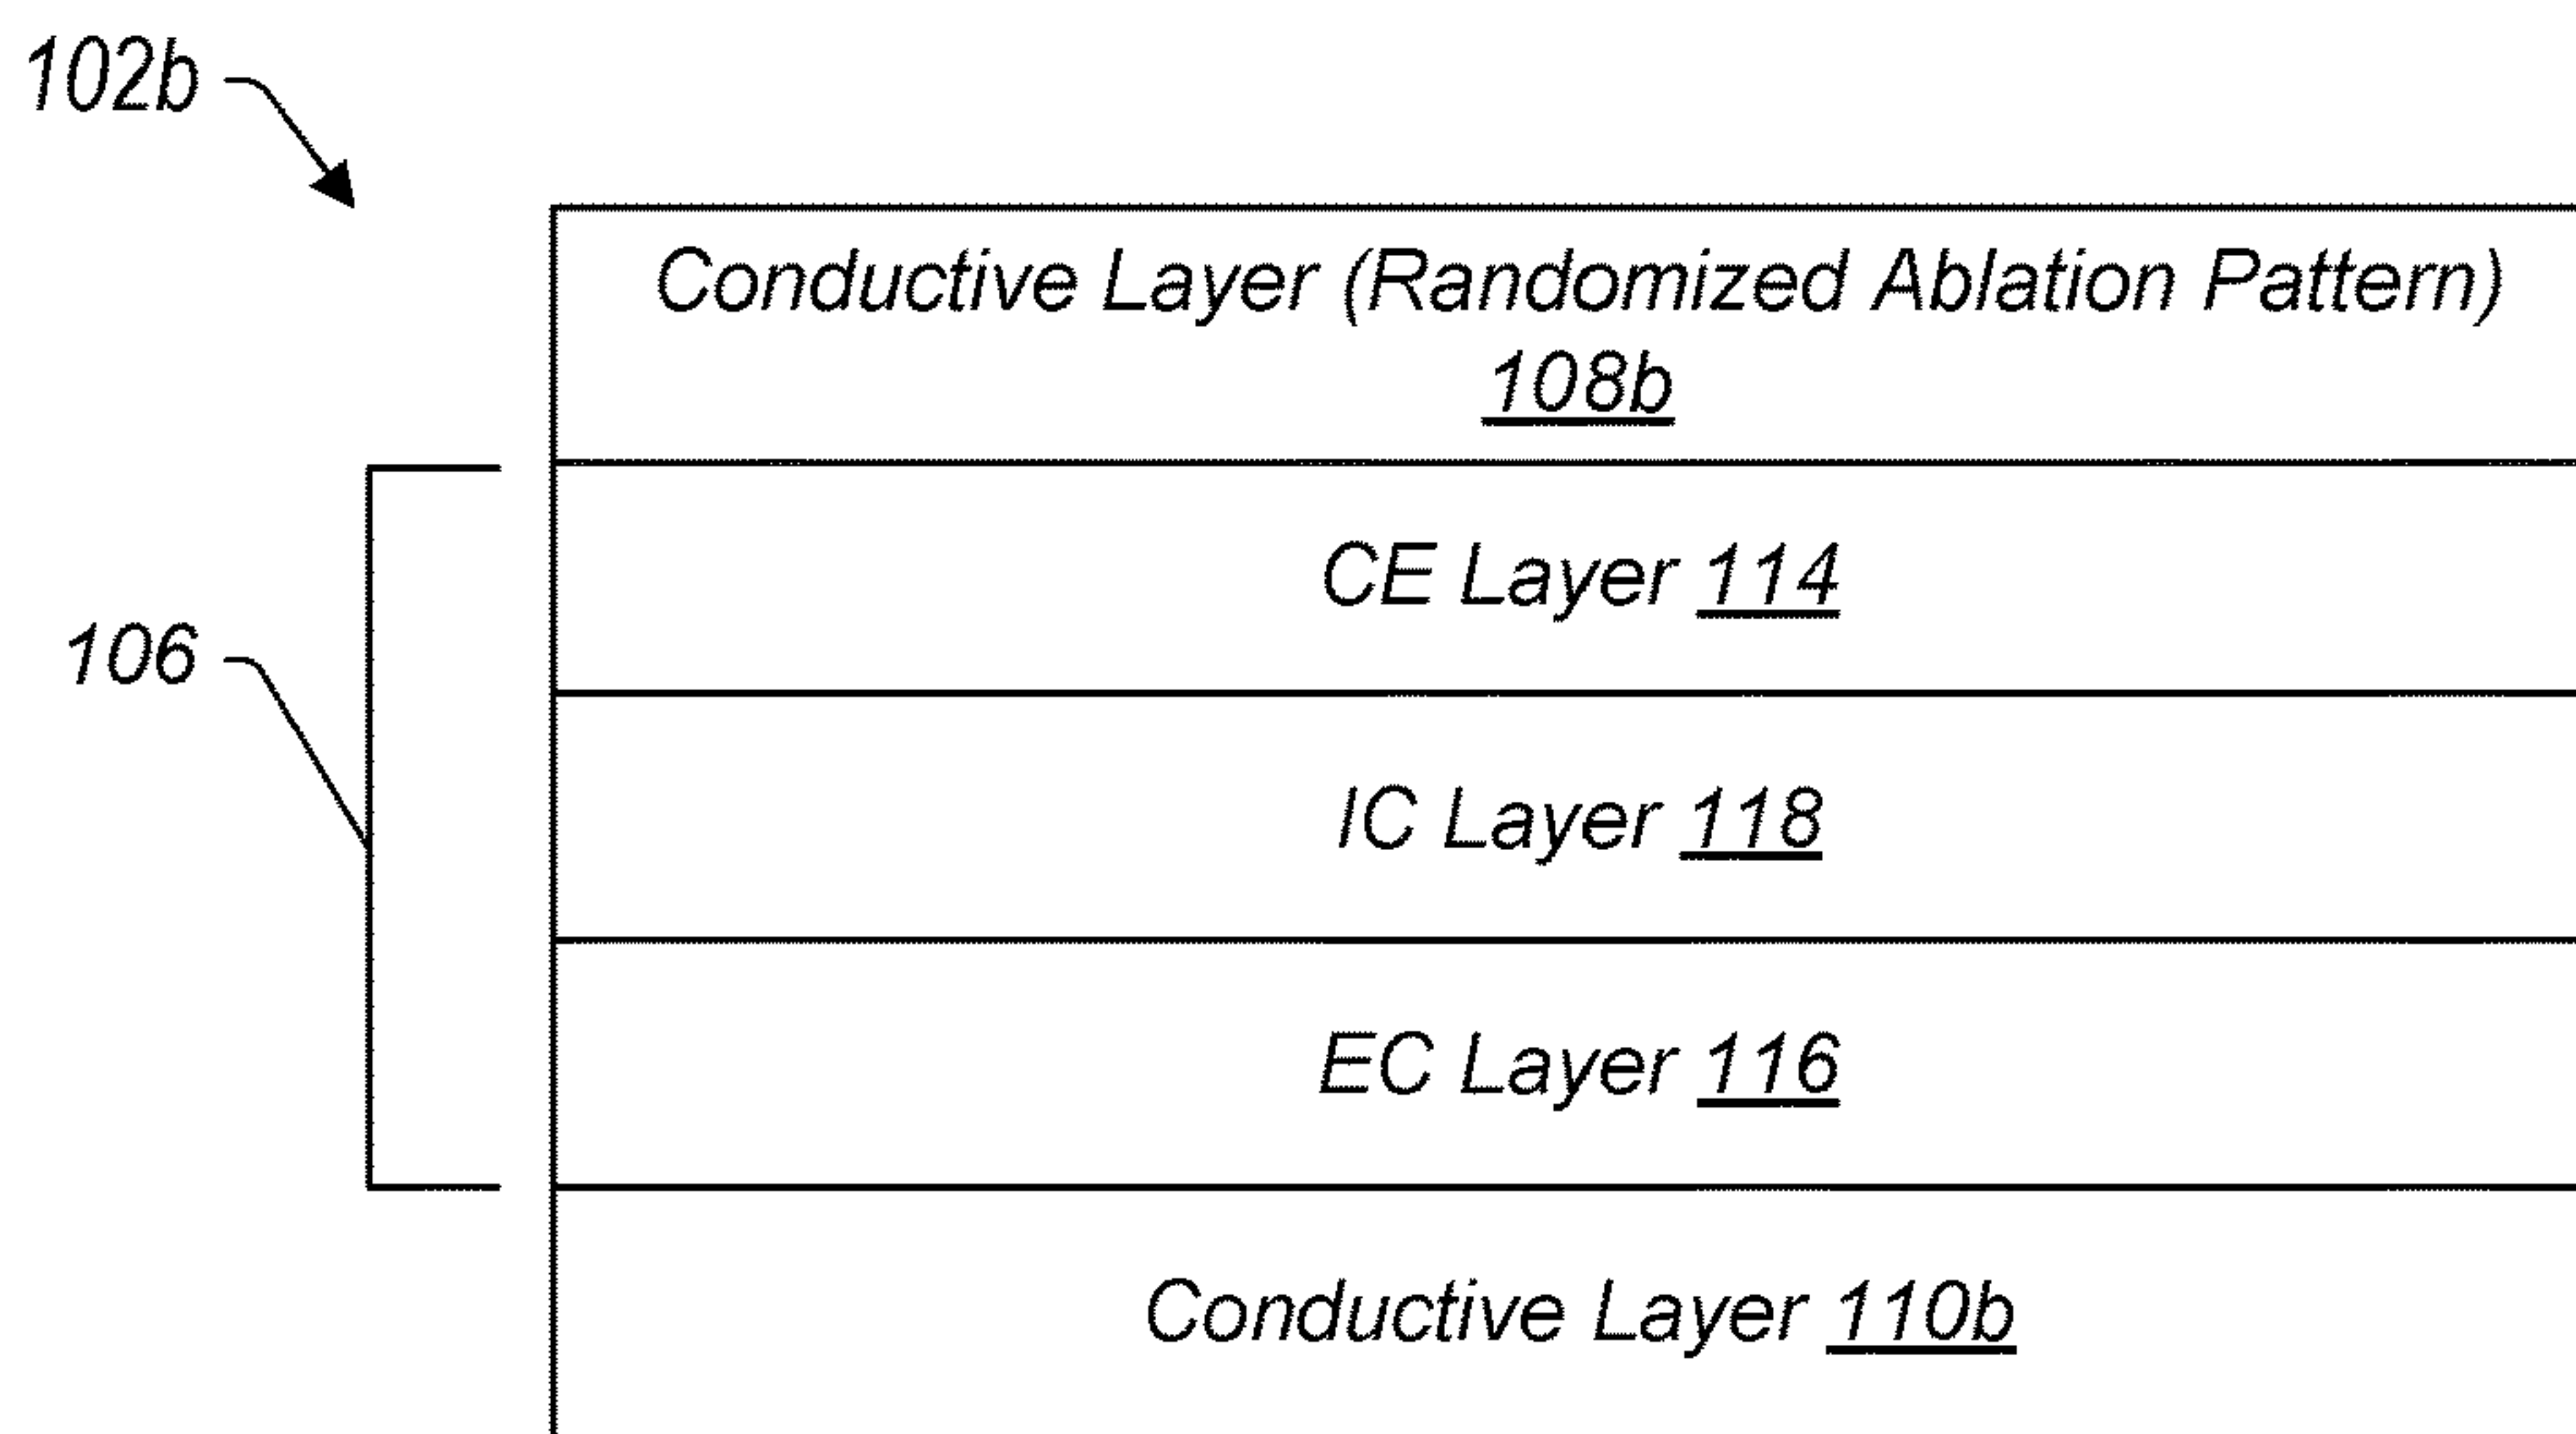 102b
Conductive Layer (Randomized Ablation Pattern)
108b
CE Layer 114
106
IC Layer 118
EC Layer 116
Conductive Layer 110b